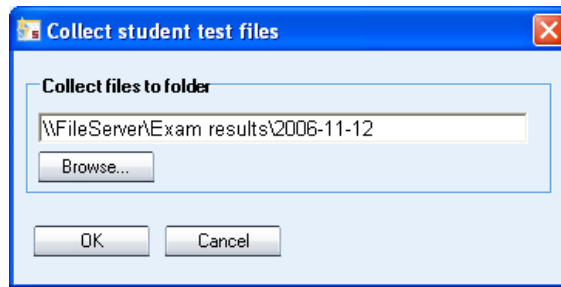 Collect student test files
Collect files to folder
\\FileServer\Exam results\2006-11-12
Browse...
OK Cancel